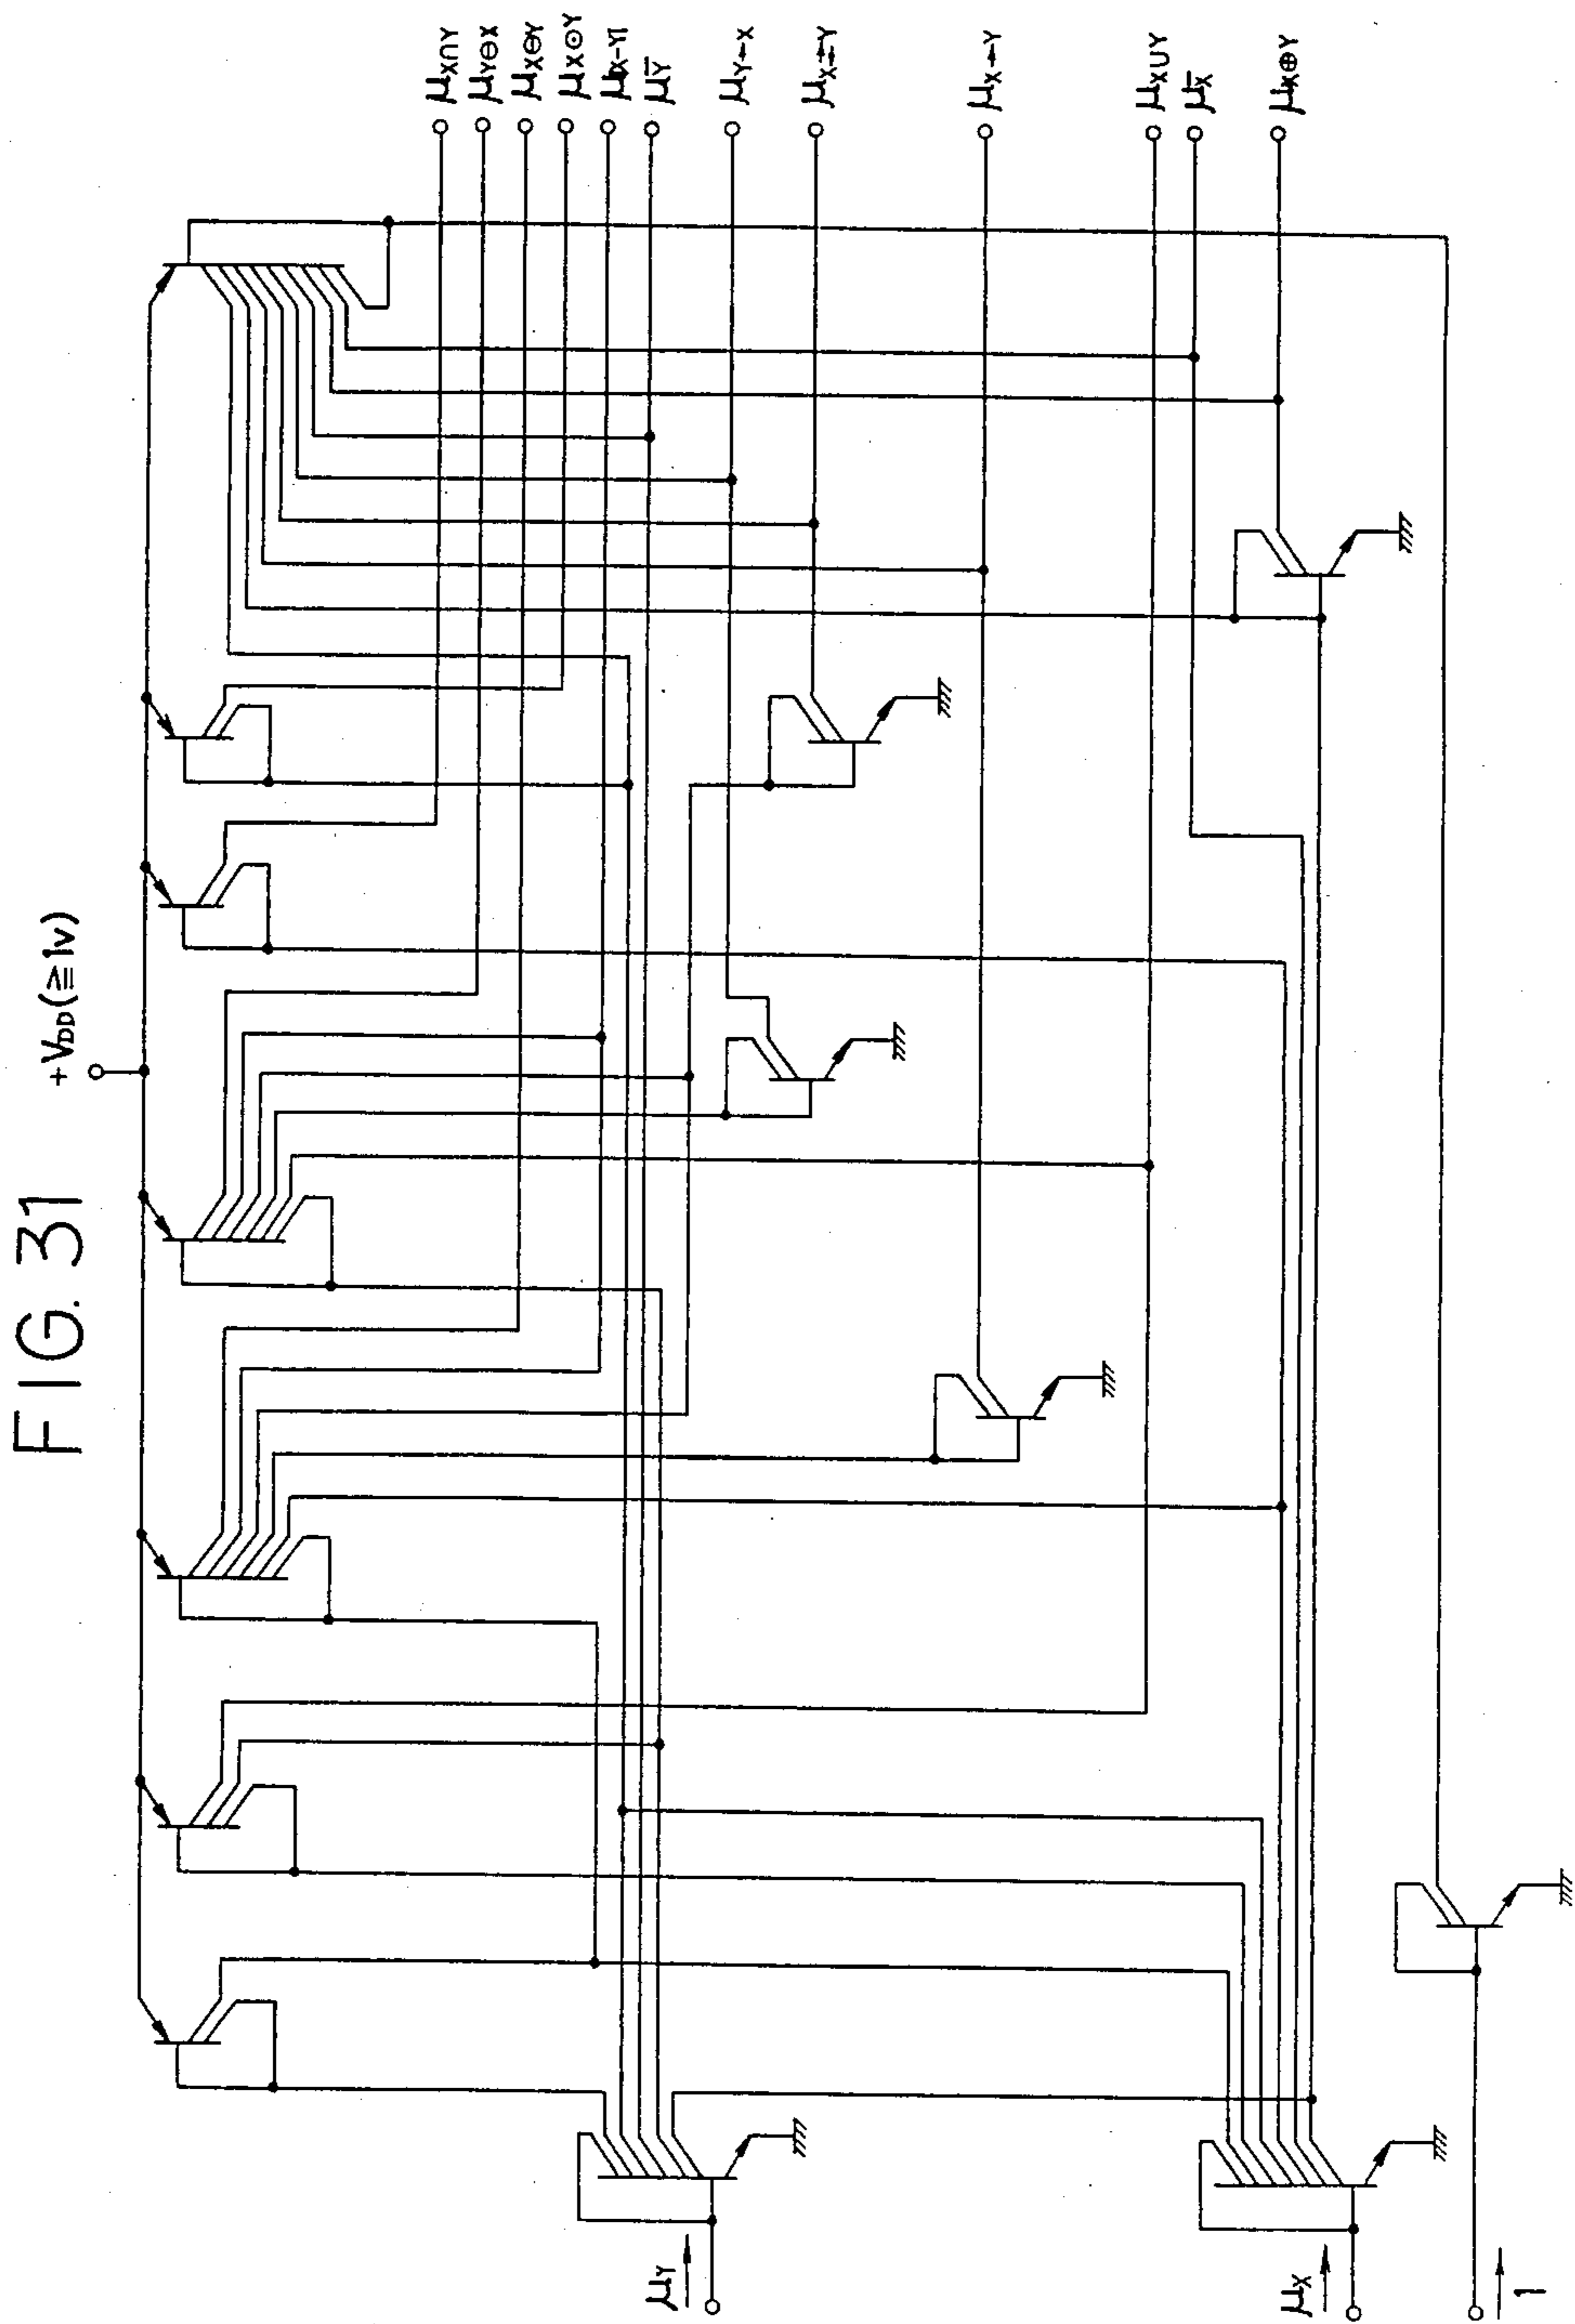 FIG. 31
+VDD(≧1v)
μX∩Y
μY⊖X
μX⊖Y
μX⊙Y
μ|X-Y|
μȲ
μY←X
μX⇄Y
μX→Y
μX∪Y
μX̄
μX⊕Y
μY
μX
1